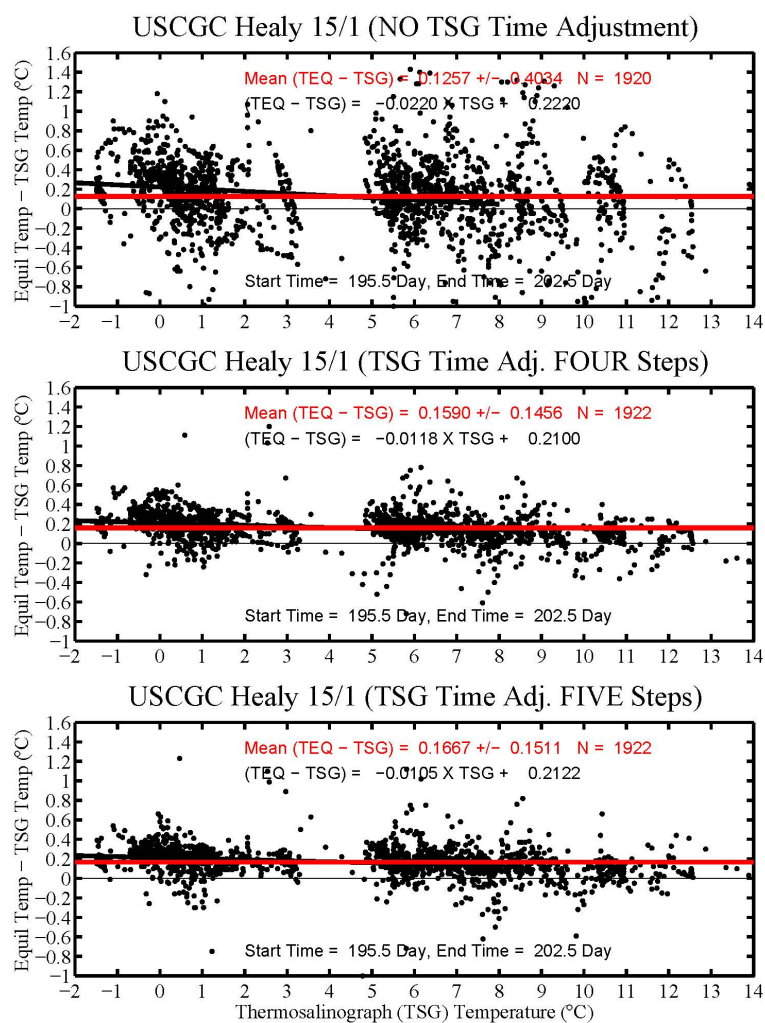 USCGC Healy 15/1 (NO TSG Time Adjustment)
1.6
1.4
1.2
1
0.8
0.6
0.4
0.2
0
−0.2
−0.4
−0.6
−0.8
−1
Equil Temp − TSG Temp (°C)
Mean (TEQ − TSG) = 0.1257 +/− 0.4034 N = 1920
(TEQ − TSG) = −0.0220 X TSG + 0.2220
Start Time = 195.5 Day, End Time = 202.5 Day
−2 −1 0 1 2 3 4 5 6 7 8 9 10 11 12 13 14
USCGC Healy 15/1 (TSG Time Adj. FOUR Steps)
1.6
1.4
1.2
1
0.8
0.6
0.4
0.2
0
−0.2
−0.4
−0.6
−0.8
−1
Equil Temp − TSG Temp (°C)
Mean (TEQ − TSG) = 0.1590 +/− 0.1456 N = 1922
(TEQ − TSG) = −0.0118 X TSG + 0.2100
Start Time = 195.5 Day, End Time = 202.5 Day
−2 −1 0 1 2 3 4 5 6 7 8 9 10 11 12 13 14
USCGC Healy 15/1 (TSG Time Adj. FIVE Steps)
1.6
1.4
1.2
1
0.8
0.6
0.4
0.2
0
−0.2
−0.4
−0.6
−0.8
−1
Equil Temp − TSG Temp (°C)
Mean (TEQ − TSG) = 0.1667 +/− 0.1511 N = 1922
(TEQ − TSG) = −0.0105 X TSG + 0.2122
Start Time = 195.5 Day, End Time = 202.5 Day
−2 −1 0 1 2 3 4 5 6 7 8 9 10 11 12 13 14
Thermosalinograph (TSG) Temperature (°C)